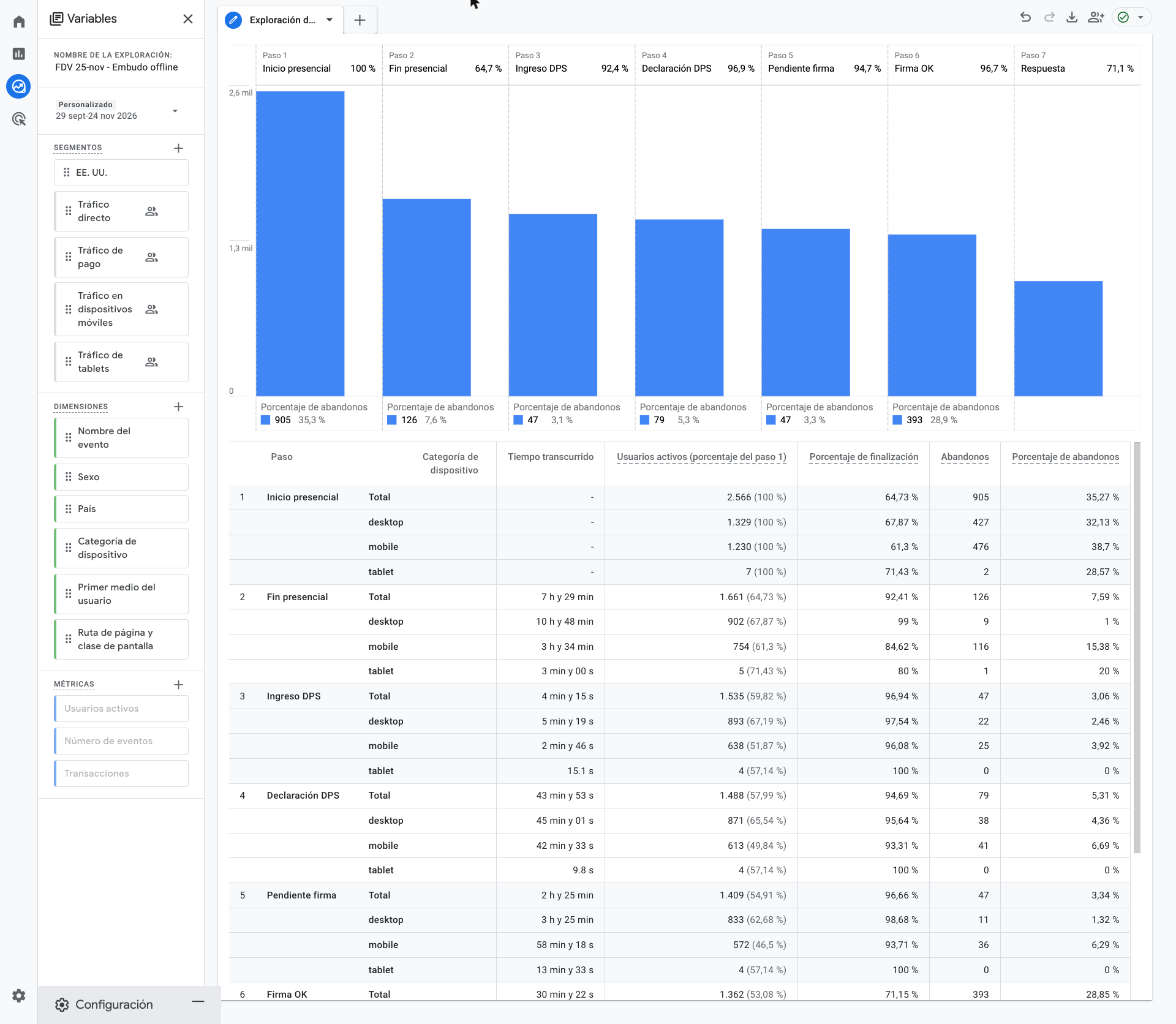 Variables
NOMBRE DE LA EXPLORACIÓN:
FDV 25-nov - Embudo offline
Personalizado
29 sept-24 nov 2026
SEGMENTOS
EE. UU.
Tráfico
directo
Tráfico de
pago
Tráfico en
dispositivos
móviles
Tráfico de
tablets
DIMENSIONES
Nombre del
evento
Sexo
País
Categoría de
dispositivo
Primer medio del
usuario
Ruta de página y
clase de pantalla
MÉTRICAS
Usuarios activos
Número de eventos
Transacciones
Configuración
Exploración d...
Paso 1 Paso 2 Paso 3 Paso 4 Paso 5 Paso 6 Paso 7
Inicio presencial 100 % Fin presencial 64,7 % Ingreso DPS 92,4 % Declaración DPS 96,9 % Pendiente firma 94,7 % Firma OK 96,7 % Respuesta 71,1 %
2,6 mil
1,3 mil
0
Porcentaje de abandonos Porcentaje de abandonos Porcentaje de abandonos Porcentaje de abandonos Porcentaje de abandonos Porcentaje de abandonos
905 35,3 % 126 7,6 % 47 3,1 % 79 5,3 % 47 3,3 % 393 28,9 %
Paso Categoría de dispositivo Tiempo transcurrido Usuarios activos (porcentaje del paso 1) Porcentaje de finalización Abandonos Porcentaje de abandonos
1 Inicio presencial Total - 2.566 (100 %) 64,73 % 905 35,27 %
desktop - 1.329 (100 %) 67,87 % 427 32,13 %
mobile - 1.230 (100 %) 61,3 % 476 38,7 %
tablet - 7 (100 %) 71,43 % 2 28,57 %
2 Fin presencial Total 7 h y 29 min 1.661 (64,73 %) 92,41 % 126 7,59 %
desktop 10 h y 48 min 902 (67,87 %) 99 % 9 1 %
mobile 3 h y 34 min 754 (61,3 %) 84,62 % 116 15,38 %
tablet 3 min y 00 s 5 (71,43 %) 80 % 1 20 %
3 Ingreso DPS Total 4 min y 15 s 1.535 (59,82 %) 96,94 % 47 3,06 %
desktop 5 min y 19 s 893 (67,19 %) 97,54 % 22 2,46 %
mobile 2 min y 46 s 638 (51,87 %) 96,08 % 25 3,92 %
tablet 15.1 s 4 (57,14 %) 100 % 0 0 %
4 Declaración DPS Total 43 min y 53 s 1.488 (57,99 %) 94,69 % 79 5,31 %
desktop 45 min y 01 s 871 (65,54 %) 95,64 % 38 4,36 %
mobile 42 min y 33 s 613 (49,84 %) 93,31 % 41 6,69 %
tablet 9.8 s 4 (57,14 %) 100 % 0 0 %
5 Pendiente firma Total 2 h y 25 min 1.409 (54,91 %) 96,66 % 47 3,34 %
desktop 3 h y 25 min 833 (62,68 %) 98,68 % 11 1,32 %
mobile 58 min y 18 s 572 (46,5 %) 93,71 % 36 6,29 %
tablet 13 min y 33 s 4 (57,14 %) 100 % 0 0 %
6 Firma OK Total 30 min y 22 s 1.362 (53,08 %) 71,15 % 393 28,85 %